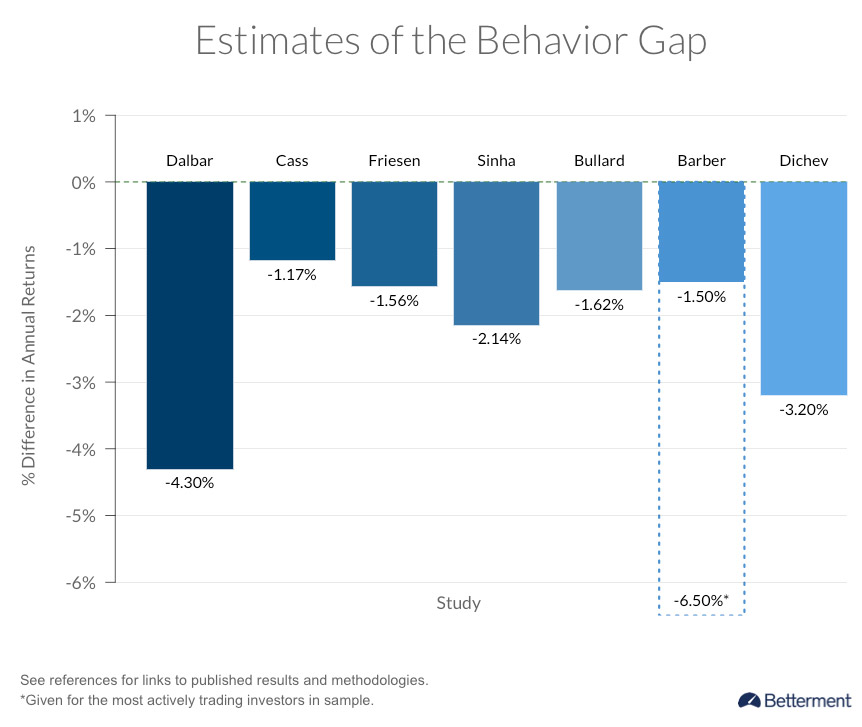 Estimates of the Behavior Gap
1%
Dalbar Cass Friesen Sinha Bullard Barber Dichev
0%
-1%
-1.17%
-1.56%
-1.62%
-1.50%
-2%
-2.14%
-3%
-3.20%
-4%
-4.30%
-5%
-6%
-6.50%*
% Difference in Annual Returns
Study
See references for links to published results and methodologies.
*Given for the most actively trading investors in sample.
Betterment